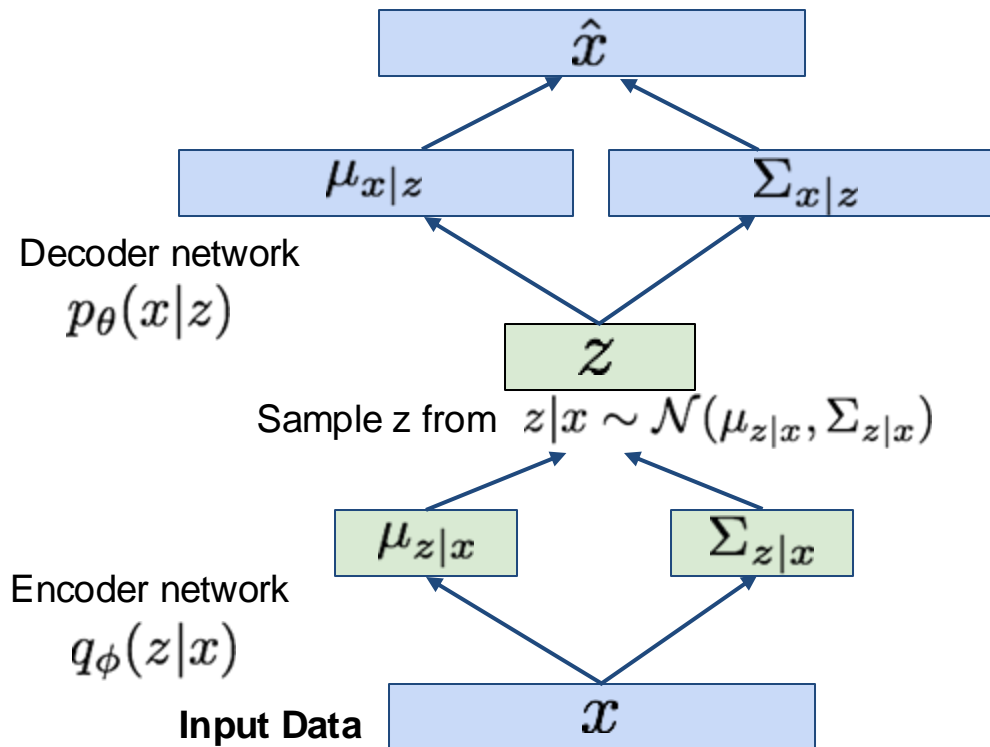 x̂
μ_{x|z} Σ_{x|z}
Decoder network
p_θ(x|z)
z
Sample z from z|x ∼ 𝒩(μ_{z|x}, Σ_{z|x})
μ_{z|x} Σ_{z|x}
Encoder network
q_ϕ(z|x)
Input Data x